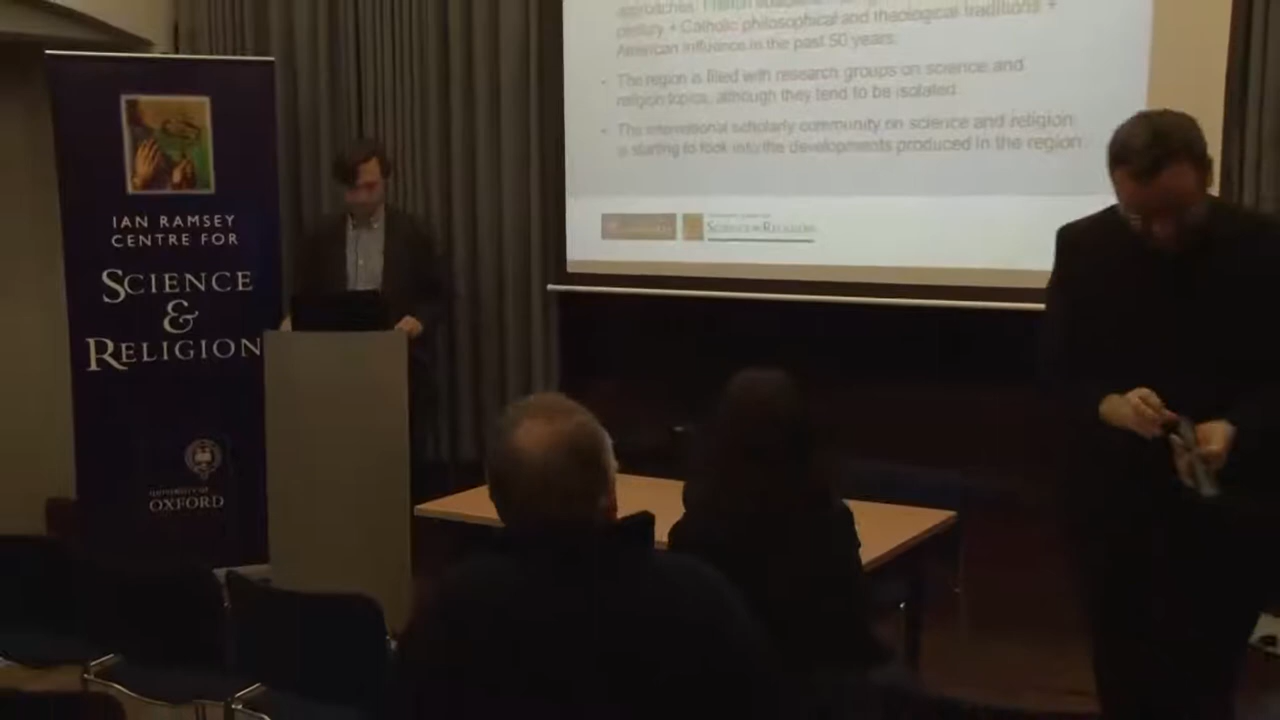 IAN RAMSEY
CENTRE FOR
SCIENCE
&
RELIGION
UNIVERSITY OF
OXFORD
approaches:
century + Catholic philosophical and theological traditions +
American influence in the past 50 years.
• The region is filled with research groups on science and
religion topics, although they tend to be isolated.
• The international scholarly community on science and religion
is starting to look into the developments produced in the region.
SCIENCE & RELIGION